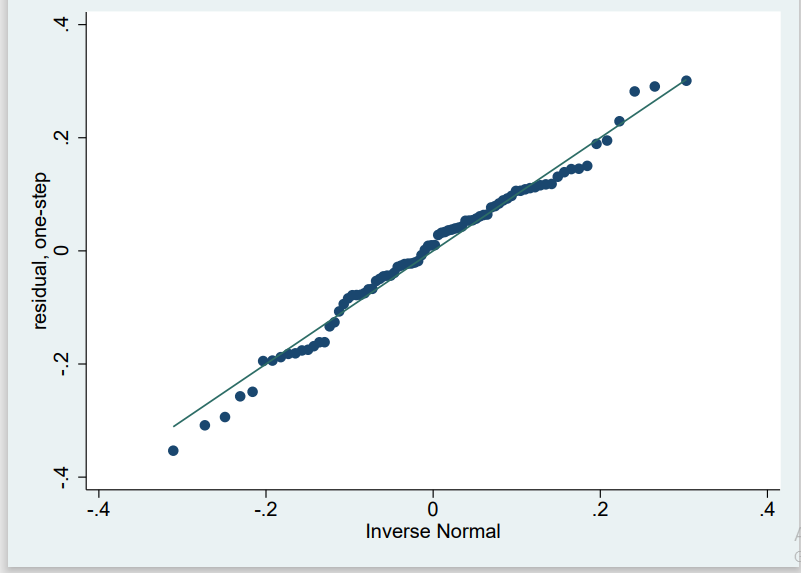 .4
.2
0
-.2
-.4
residual, one-step
-.4 -.2 0 .2 .4
Inverse Normal